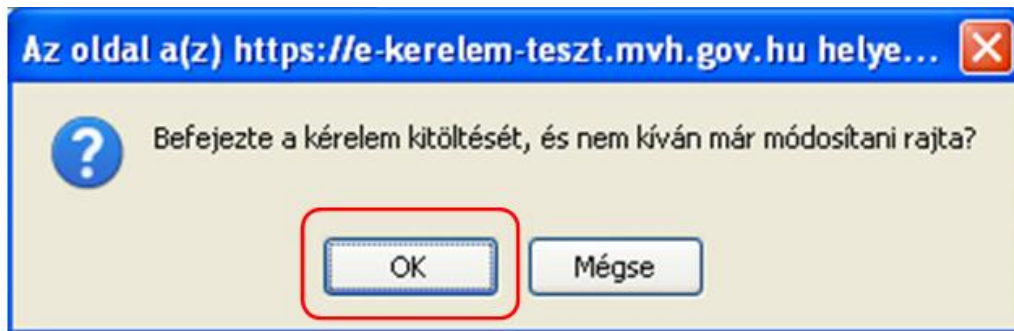 Az oldal a(z) https://e-kerelem-teszt.mvh.gov.hu helye...
Befejezte a kérelem kitöltését, és nem kíván már módosítani rajta?
OK Mégse